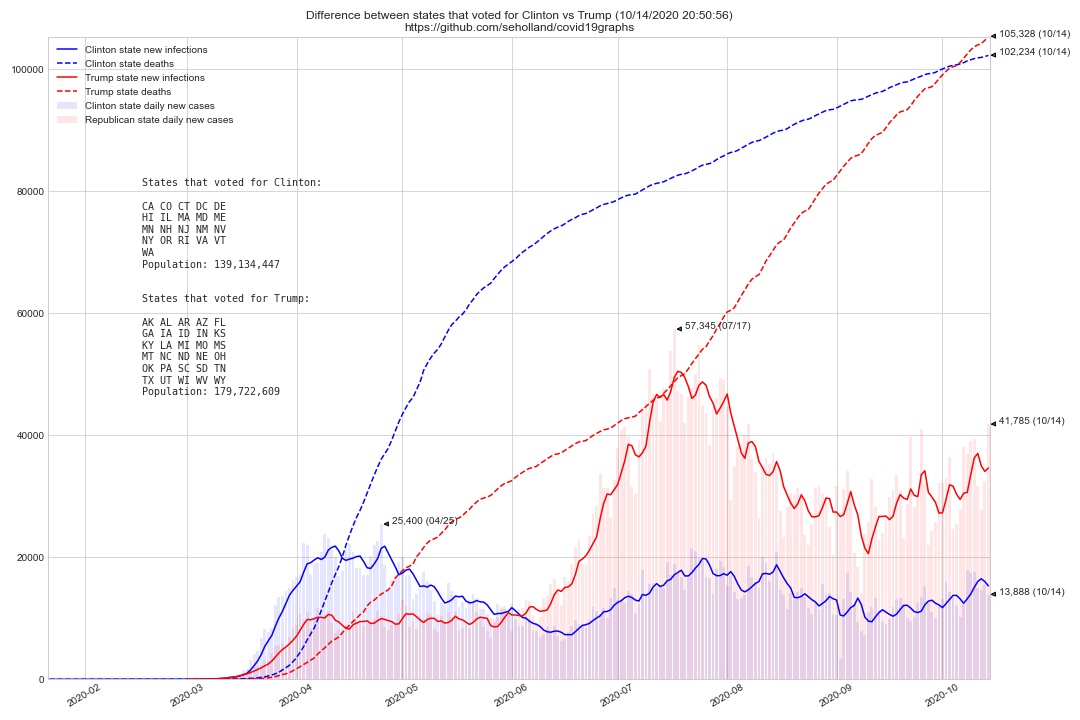 Difference between states that voted for Clinton vs Trump (10/14/2020 20:50:56)
https://github.com/seholland/covid19graphs
Clinton state new infections
Clinton state deaths
Trump state new infections
Trump state deaths
Clinton state daily new cases
Republican state daily new cases
105,328 (10/14)
102,234 (10/14)
100000
80000
60000
40000
20000
0
States that voted for Clinton:
CA CO CT DC DE
HI IL MA MD ME
MN NH NJ NM NV
NY OR RI VA VT
WA
Population: 139,134,447
States that voted for Trump:
AK AL AR AZ FL
GA IA ID IN KS
KY LA MI MO MS
MT NC ND NE OH
OK PA SC SD TN
TX UT WI WV WY
Population: 179,722,609
57,345 (07/17)
41,785 (10/14)
25,400 (04/25)
13,888 (10/14)
2020-02
2020-03
2020-04
2020-05
2020-06
2020-07
2020-08
2020-09
2020-10